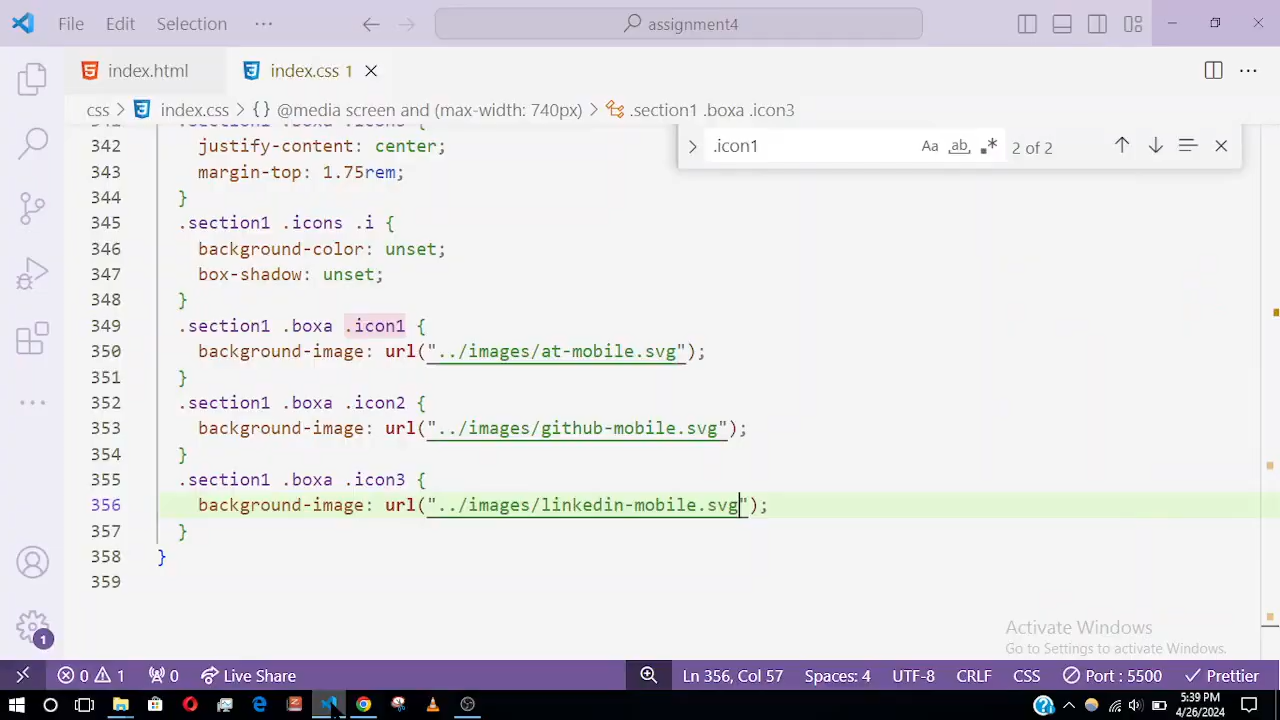 File Edit Selection ··· assignment4
index.html index.css 1
css > index.css > {} @media screen and (max-width: 740px) > .section1 .boxa .icon3
.icon1 Aa ab 2 of 2
342 justify-content: center;
343 margin-top: 1.75rem;
344 }
345 .section1 .icons .i {
346 background-color: unset;
347 box-shadow: unset;
348 }
349 .section1 .boxa .icon1 {
350 background-image: url("../images/at-mobile.svg");
351 }
352 .section1 .boxa .icon2 {
353 background-image: url("../images/github-mobile.svg");
354 }
355 .section1 .boxa .icon3 {
356 background-image: url("../images/linkedin-mobile.svg");
357 }
358 }
359
Activate Windows
Go to Settings to activate Windows.
1
0 1 0 Live Share Ln 356, Col 57 Spaces: 4 UTF-8 CRLF CSS Port : 5500 Prettier
5:39 PM
4/26/2024